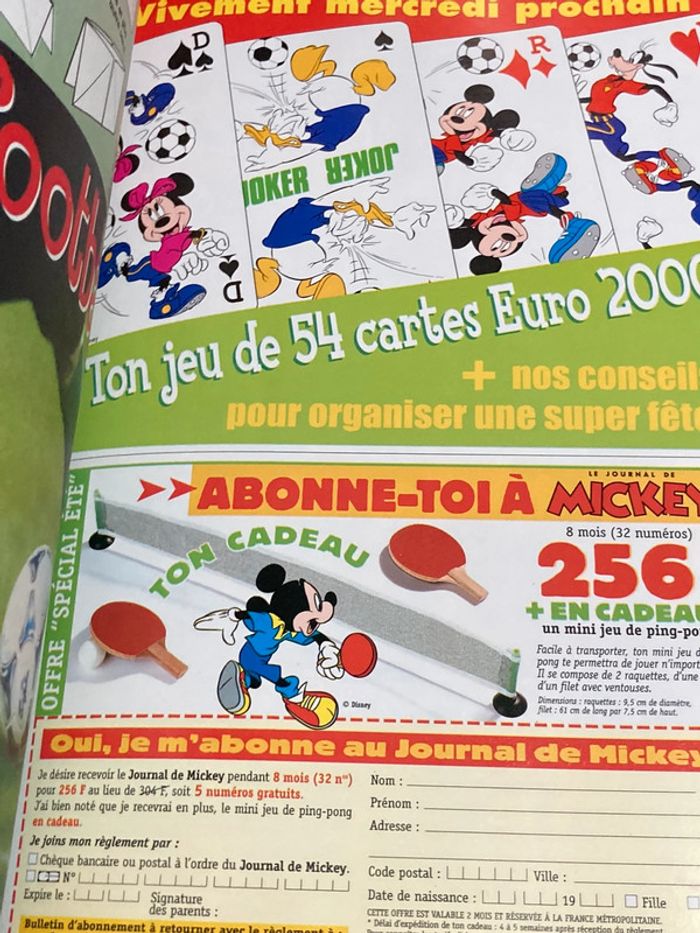 Vivement mercredi prochain
D
JOKER
JOKER
R
D
Ton jeu de 54 cartes Euro 2000
+ nos conseils
pour organiser une super fête
OFFRE "SPÉCIAL ÉTÉ"
ABONNE-TOI À
LE JOURNAL DE
MICKEY
TON CADEAU
8 mois (32 numéros)
256
+ EN CADEAU
un mini jeu de ping-po
Facile à transporter, ton mini jeu d
pong te permettra de jouer n'import
Il se compose de 2 raquettes, d'une
d'un filet avec ventouses.
Dimensions : raquettes : 9,5 cm de diamètre,
filet : 61 cm de long par 7,5 cm de haut.
© Disney
Oui, je m'abonne au Journal de Mickey
Je désire recevoir le Journal de Mickey pendant 8 mois (32 nos)
pour 256 F au lieu de 304 F, soit 5 numéros gratuits.
J'ai bien noté que je recevrai en plus, le mini jeu de ping-pong
en cadeau.
Je joins mon règlement par :
Chèque bancaire ou postal à l'ordre du Journal de Mickey.
CB N°
Expire le :
Signature
des parents :
Nom :
Prénom :
Adresse :
Code postal : Ville :
Date de naissance : 19 Fille
CETTE OFFRE EST VALABLE 2 MOIS ET RÉSERVÉE À LA FRANCE MÉTROPOLITAINE.
* Délai d'expédition de ton cadeau : 4 à 5 semaines après réception du règlement
Bulletin d'abonnement à retourner avec le règlement à :